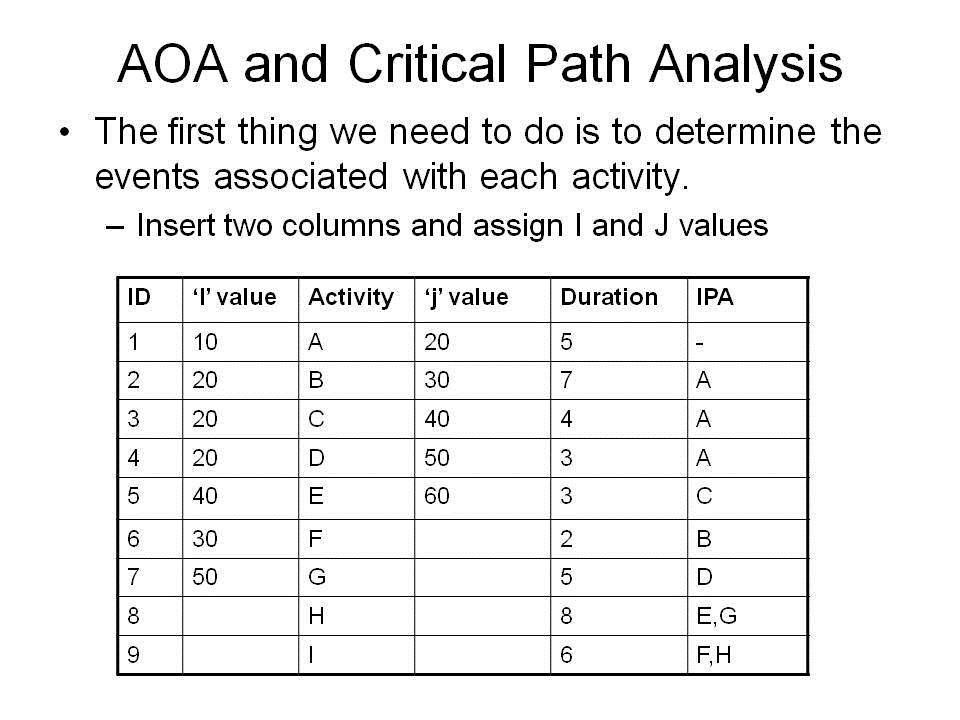 AOA and Critical Path Analysis
• The first thing we need to do is to determine the
events associated with each activity.
– Insert two columns and assign I and J values
ID ‘I’ value Activity ‘j’ value Duration IPA
1 10 A 20 5 -
2 20 B 30 7 A
3 20 C 40 4 A
4 20 D 50 3 A
5 40 E 60 3 C
6 30 F 2 B
7 50 G 5 D
8 H 8 E,G
9 I 6 F,H